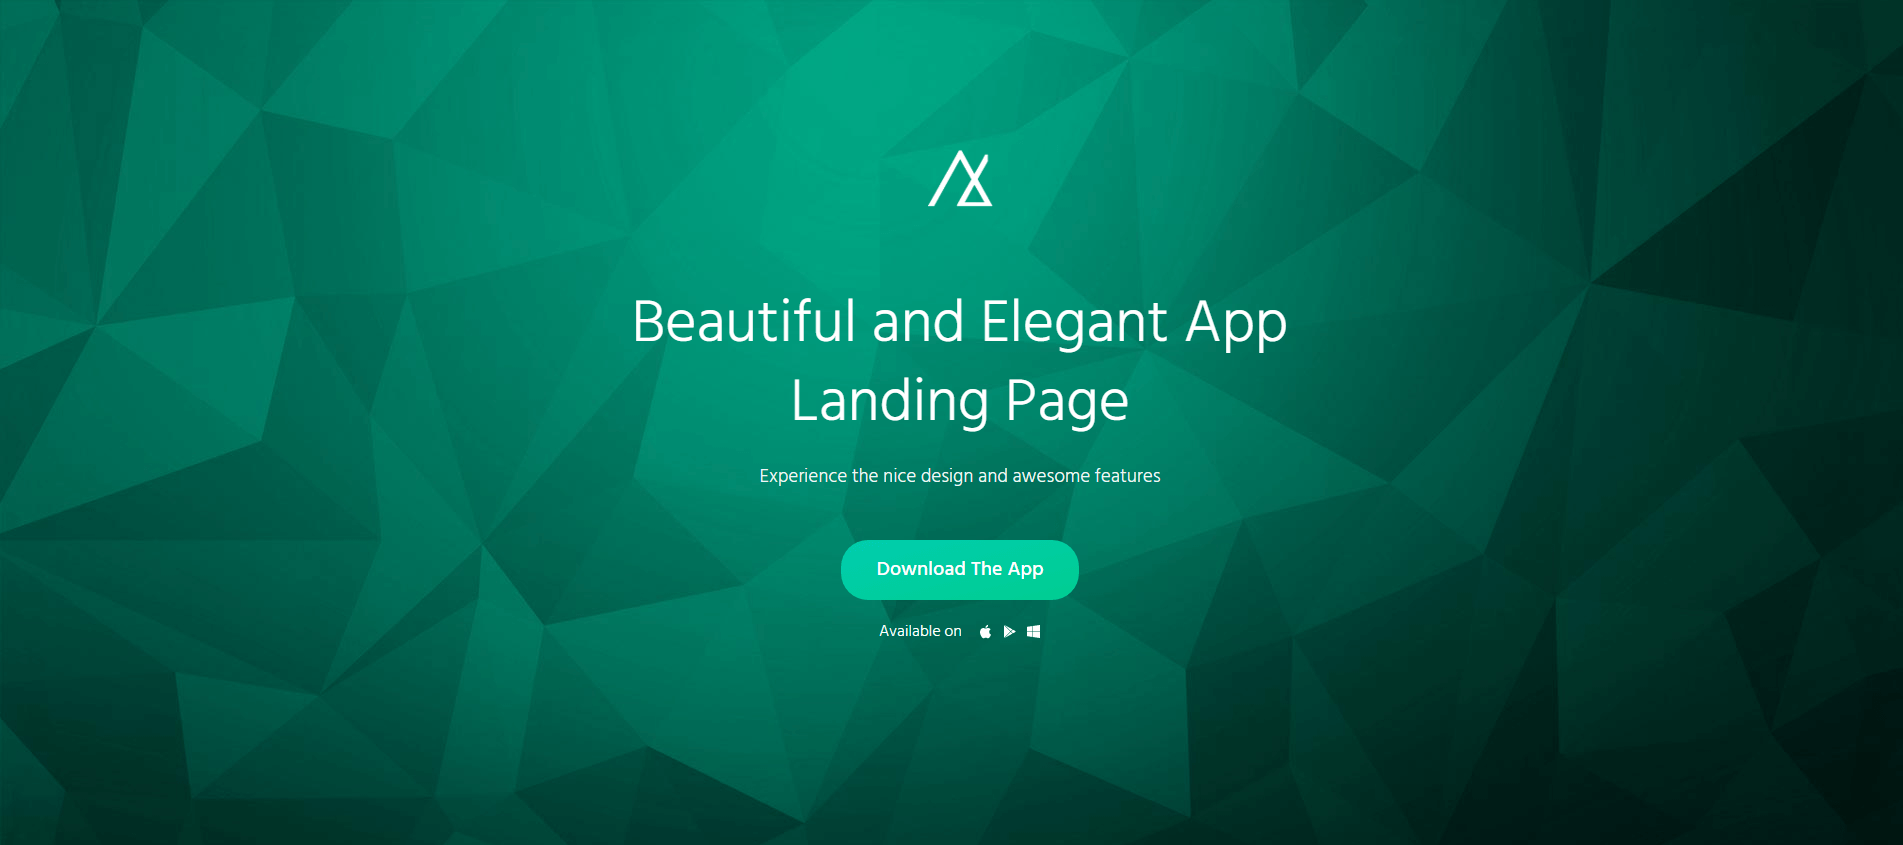 Beautiful and Elegant App
Landing Page
Experience the nice design and awesome features
Download The App
Available on